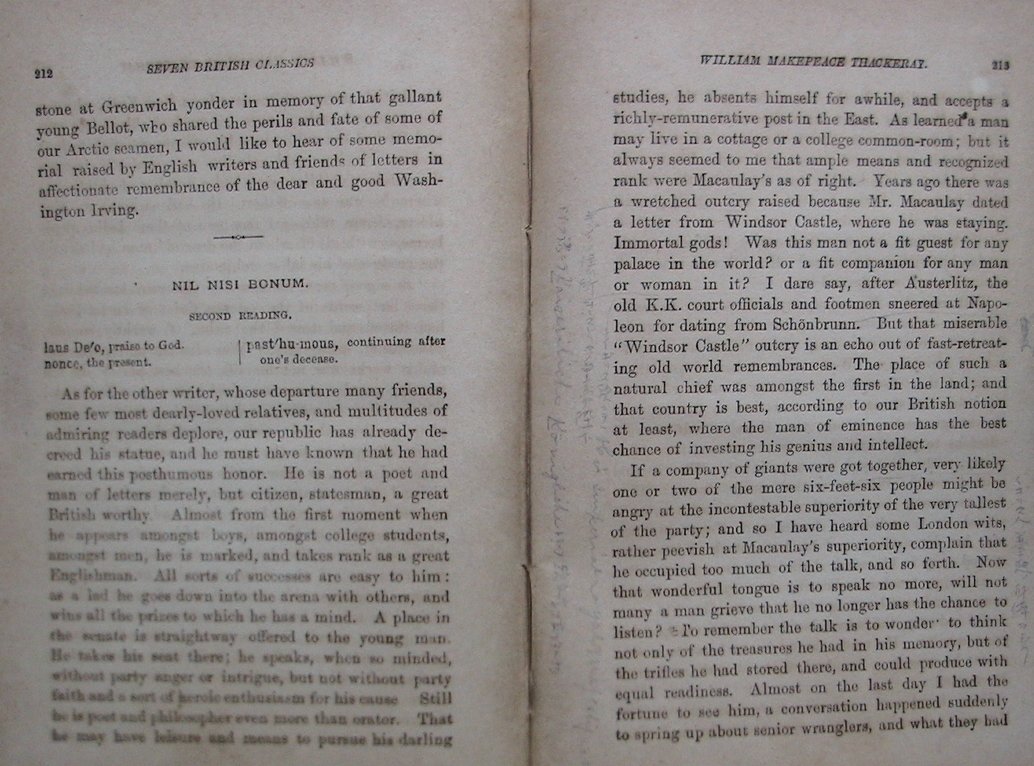 212
SEVEN BRITISH CLASSICS
stone at Greenwich yonder in memory of that gallant
young Bellot, who shared the perils and fate of some of
our Arctic seamen, I would like to hear of some memo-
rial raised by English writers and friends of letters in
affectionate remembrance of the dear and good Wash-
ington Irving.
NIL NISI BONUM.
SECOND READING.
laus De'o, praise to God.
nonce, the present.
past'hu-mous, continuing after
one's decease.
As for the other writer, whose departure many friends,
some few most dearly-loved relatives, and multitudes of
admiring readers deplore, our republic has already de-
creed his statue, and he must have known that he had
earned this posthumous honor. He is not a poet and
man of letters merely, but citizen, statesman, a great
British worthy. Almost from the first moment when
he appears amongst boys, amongst college students,
amongst men, he is marked, and takes rank as a great
Englishman. All sorts of successes are easy to him:
as a lad he goes down into the arena with others, and
wins all the prizes to which he has a mind. A place in
the senate is straightway offered to the young man.
He takes his seat there; he speaks, when so minded,
without party anger or intrigue, but not without party
faith and a sort of heroic enthusiasm for his cause Still
he is poet and philosopher even more than orator. That
he may have leisure and means to pursue his darling
WILLIAM MAKEPEACE THACKERAY.
213
studies, he absents himself for awhile, and accepts a
richly-remunerative post in the East. As learned a man
may live in a cottage or a college common-room; but it
always seemed to me that ample means and recognized
rank were Macaulay's as of right. Years ago there was
a wretched outcry raised because Mr. Macaulay dated
a letter from Windsor Castle, where he was staying.
Immortal gods! Was this man not a fit guest for any
palace in the world? or a fit companion for any man
or woman in it? I dare say, after Austerlitz, the
old K.K. court officials and footmen sneered at Napo-
leon for dating from Schönbrunn. But that miserable
"Windsor Castle" outcry is an echo out of fast-retreat-
ing old world remembrances. The place of such a
natural chief was amongst the first in the land; and
that country is best, according to our British notion
at least, where the man of eminence has the best
chance of investing his genius and intellect.
If a company of giants were got together, very likely
one or two of the mere six-feet-six people might be
angry at the incontestable superiority of the very tallest
of the party; and so I have heard some London wits,
rather peevish at Macaulay's superiority, complain that
he occupied too much of the talk, and so forth. Now
that wonderful tongue is to speak no more, will not
many a man grieve that he no longer has the chance to
listen? To remember the talk is to wonder to think
not only of the treasures he had in his memory, but of
the trifles he had stored there, and could produce with
equal readiness. Almost on the last day I had the
fortune to see him, a conversation happened suddenly
to spring up about senior wranglers, and what they had